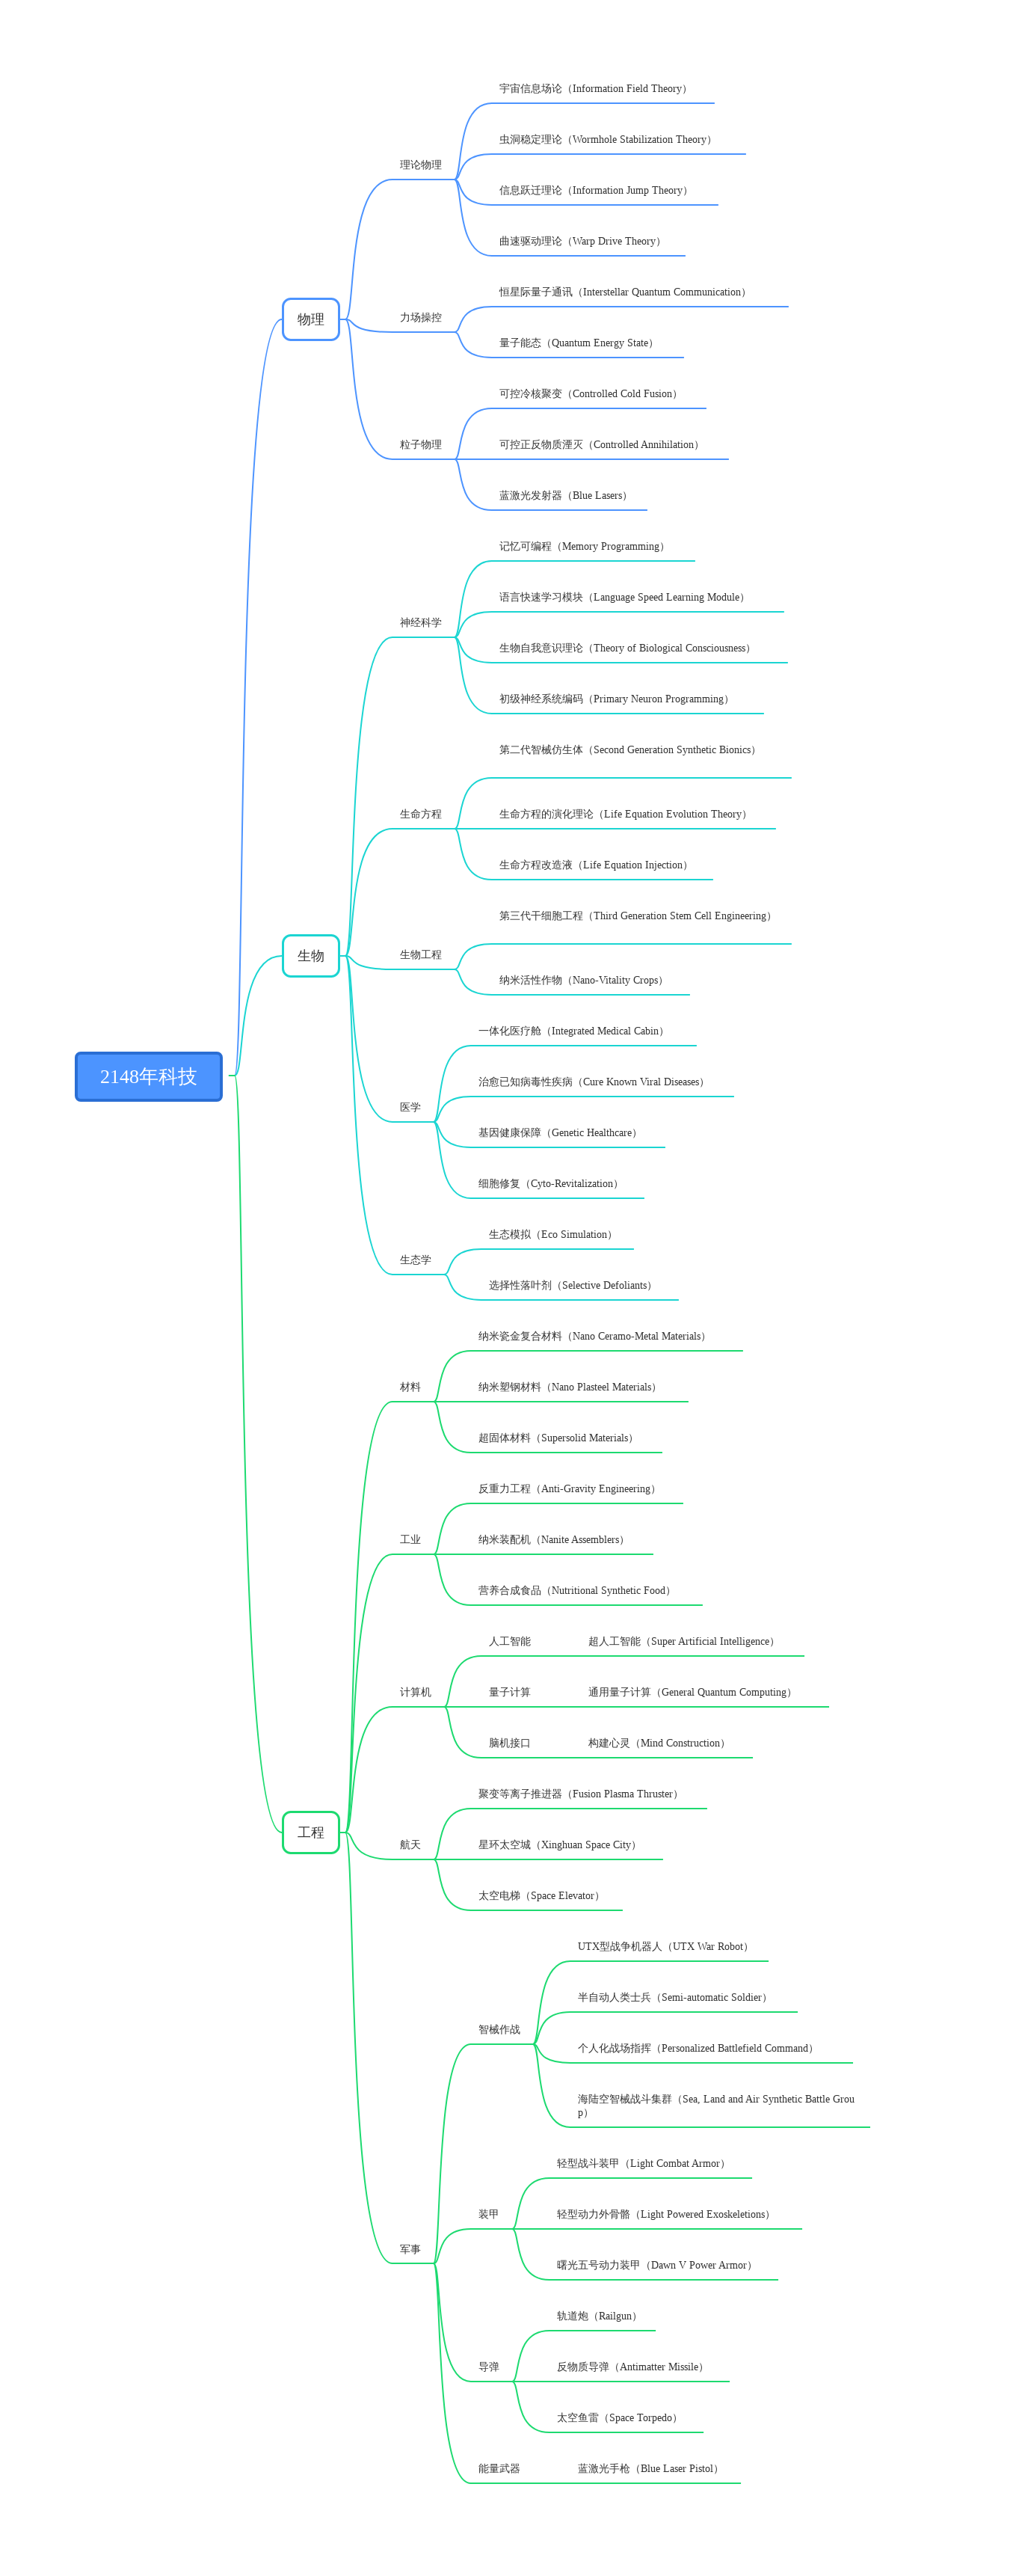 2148年科技
物理
理论物理
宇宙信息场论（Information Field Theory）
虫洞稳定理论（Wormhole Stabilization Theory）
信息跃迁理论（Information Jump Theory）
曲速驱动理论（Warp Drive Theory）
力场操控
恒星际量子通讯（Interstellar Quantum Communication）
量子能态（Quantum Energy State）
粒子物理
可控冷核聚变（Controlled Cold Fusion）
可控正反物质湮灭（Controlled Annihilation）
蓝激光发射器（Blue Lasers）
生物
神经科学
记忆可编程（Memory Programming）
语言快速学习模块（Language Speed Learning Module）
生物自我意识理论（Theory of Biological Consciousness）
初级神经系统编码（Primary Neuron Programming）
生命方程
第二代智械仿生体（Second Generation Synthetic Bionics）
生命方程的演化理论（Life Equation Evolution Theory）
生命方程改造液（Life Equation Injection）
生物工程
第三代干细胞工程（Third Generation Stem Cell Engineering）
纳米活性作物（Nano-Vitality Crops）
医学
一体化医疗舱（Integrated Medical Cabin）
治愈已知病毒性疾病（Cure Known Viral Diseases）
基因健康保障（Genetic Healthcare）
细胞修复（Cyto-Revitalization）
生态学
生态模拟（Eco Simulation）
选择性落叶剂（Selective Defoliants）
工程
材料
纳米瓷金复合材料（Nano Ceramo-Metal Materials）
纳米塑钢材料（Nano Plasteel Materials）
超固体材料（Supersolid Materials）
工业
反重力工程（Anti-Gravity Engineering）
纳米装配机（Nanite Assemblers）
营养合成食品（Nutritional Synthetic Food）
计算机
人工智能
超人工智能（Super Artificial Intelligence）
量子计算
通用量子计算（General Quantum Computing）
脑机接口
构建心灵（Mind Construction）
航天
聚变等离子推进器（Fusion Plasma Thruster）
星环太空城（Xinghuan Space City）
太空电梯（Space Elevator）
军事
智械作战
UTX型战争机器人（UTX War Robot）
半自动人类士兵（Semi-automatic Soldier）
个人化战场指挥（Personalized Battlefield Command）
海陆空智械战斗集群（Sea, Land and Air Synthetic Battle Grou
p）
装甲
轻型战斗装甲（Light Combat Armor）
轻型动力外骨骼（Light Powered Exoskeletions）
曙光五号动力装甲（Dawn V Power Armor）
导弹
轨道炮（Railgun）
反物质导弹（Antimatter Missile）
太空鱼雷（Space Torpedo）
能量武器
蓝激光手枪（Blue Laser Pistol）